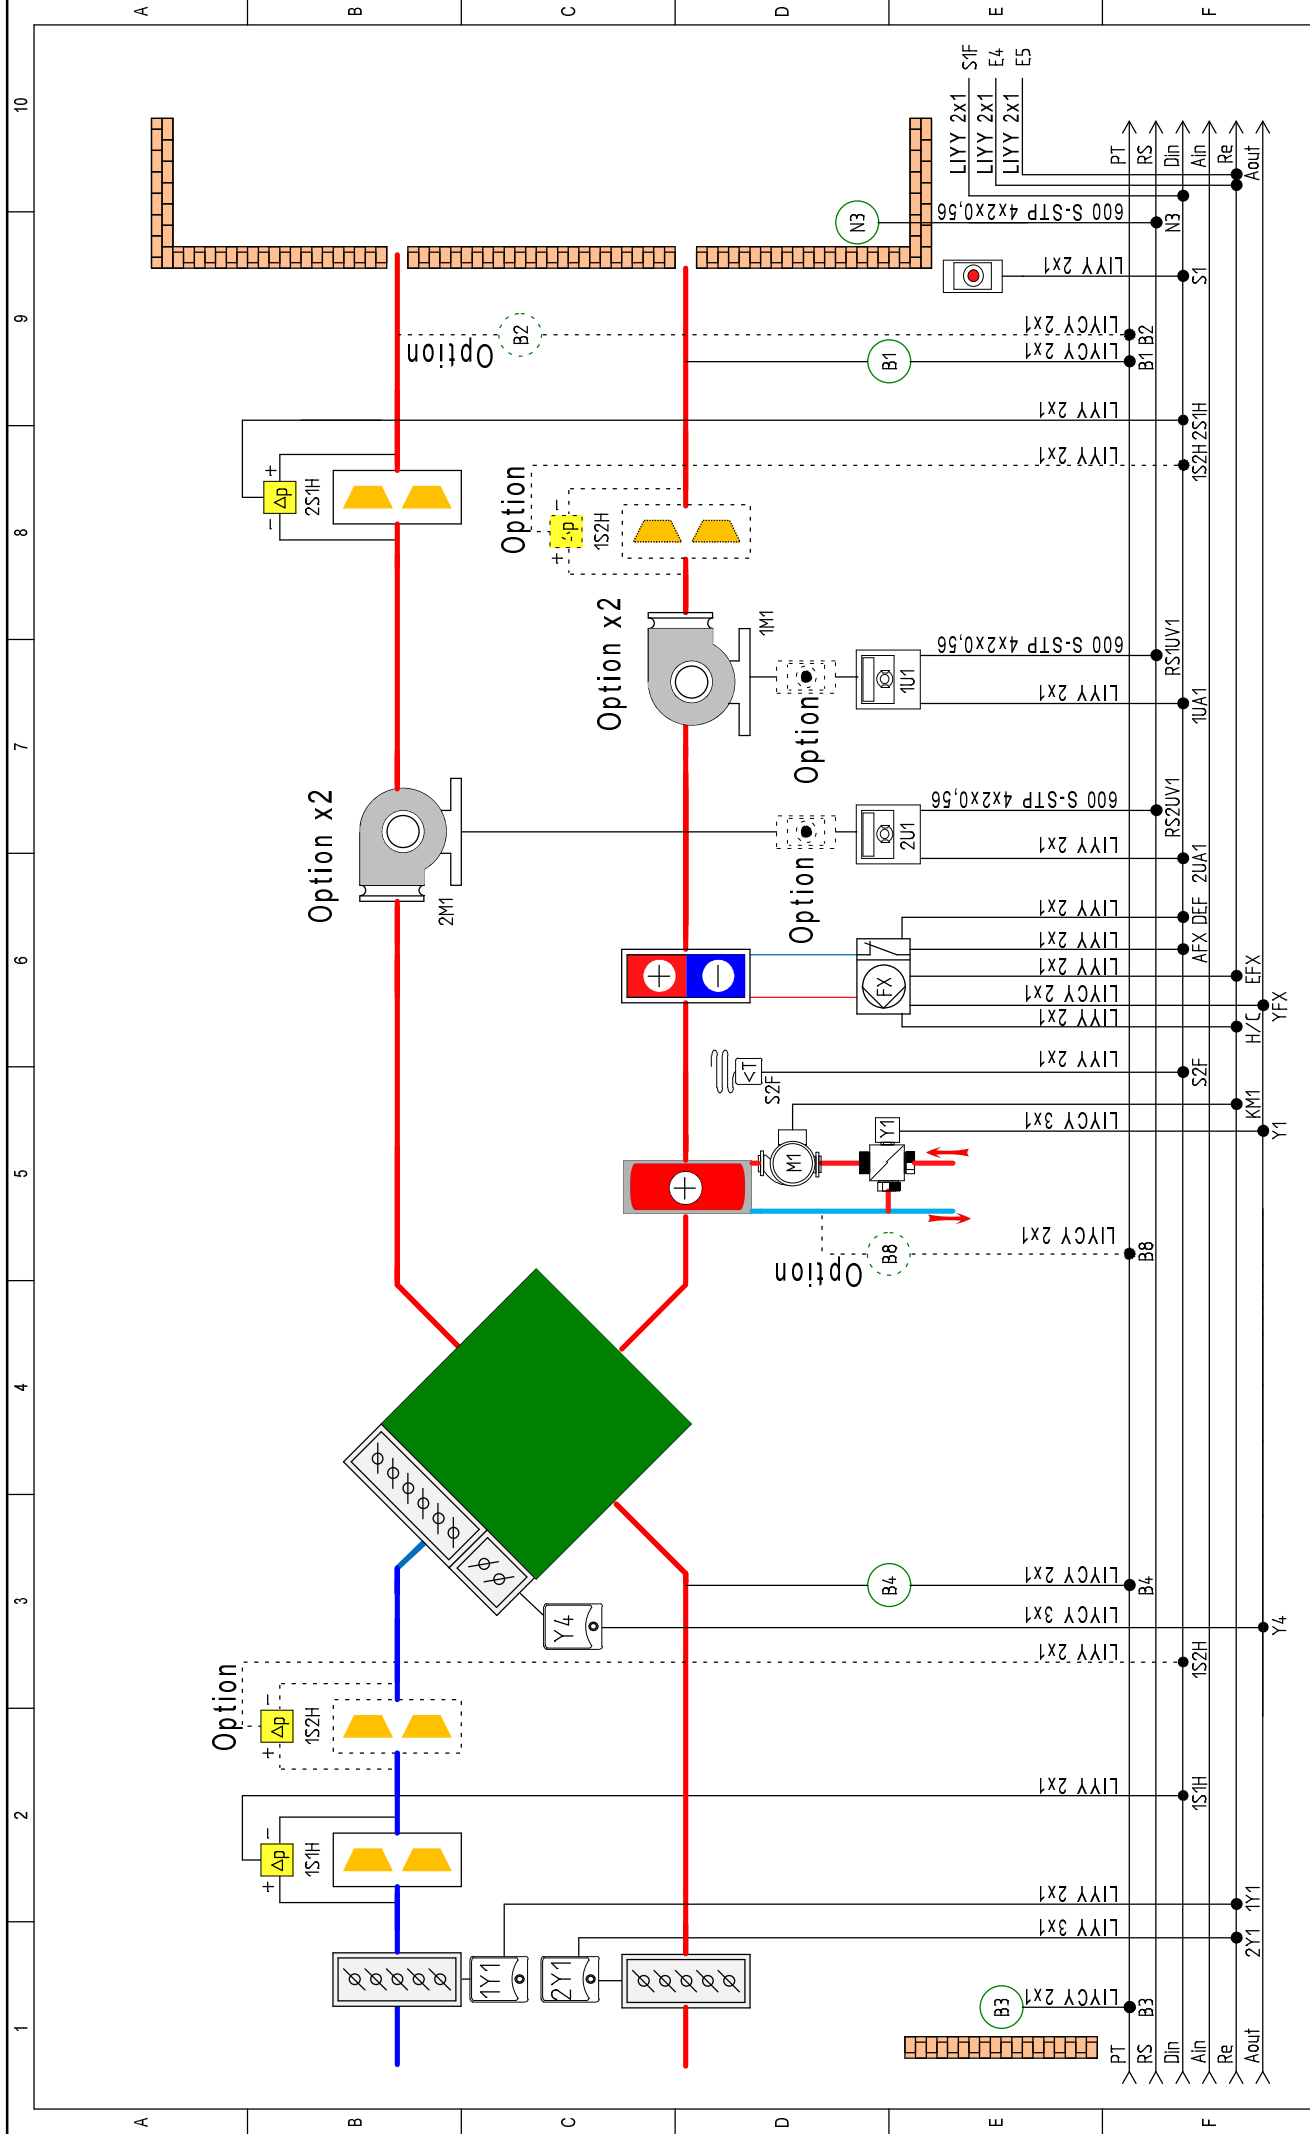 A
B
C
D
E
F
10
9
8
7
6
5
4
3
2
1
S1F
E4
E5
LIYY 2x1
LIYY 2x1
LIYY 2x1
PT
RS
Din
Ain
Re
Aout
N3
600 S-STP 4x2x0,56
N3
LIYY 2x1
S1
Option
B2
LIYCY 2x1
B2
B1
LIYCY 2x1
B1
LIYY 2x1
2S1H
+
Δp
-
2S1H
Option
LIYY 2x1
1S2H
-
p
+
1S2H
Option x2
1M1
Option
1U1
600 S-STP 4x2x0,56
RS1UV1
LIYY 2x1
1UA1
Option x2
2M1
Option
2U1
600 S-STP 4x2x0,56
RS2UV1
LIYY 2x1
2UA1
FX
LIYY 2x1
DEF
LIYY 2x1
AFX
LIYY 2x1
EFX
LIYCY 2x1
YFX
LIYY 2x1
H/C
<T
S2F
LIYY 2x1
S2F
M1
KM1
Y1
LIYCY 3x1
Y1
Option
B8
LIYCY 2x1
B8
B4
LIYCY 2x1
B4
Y4
LIYCY 3x1
Y4
Option
LIYY 2x1
1S2H
-
Δp
+
1S2H
LIYY 2x1
1S1H
-
Δp
+
1S1H
1Y1
LIYY 2x1
1Y1
2Y1
LIYY 3x1
2Y1
B3
LIYCY 2x1
B3
PT
RS
Din
Ain
Re
Aout
A
B
C
D
E
F